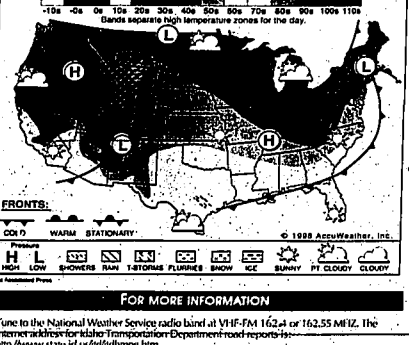 -10s -0s 0s 10s 20s 30s 40s 50s 60s 70s 80s 90s 100s 110s
Bands separate high temperature zones for the day.
L
H
L
L
H
FRONTS:
COLD WARM STATIONARY
© 1998 AccuWeather, Inc.
Pressure
H L
HIGH LOW SHOWERS RAIN T-STORMS FLURRIES SNOW ICE SUNNY PT. CLOUDY CLOUDY
Associated Press
FOR MORE INFORMATION
Tune to the National Weather Service radio band at VHF-FM 162.4 or 162.55 MHZ. The
internet address for Idaho Transportation Department road reports is: